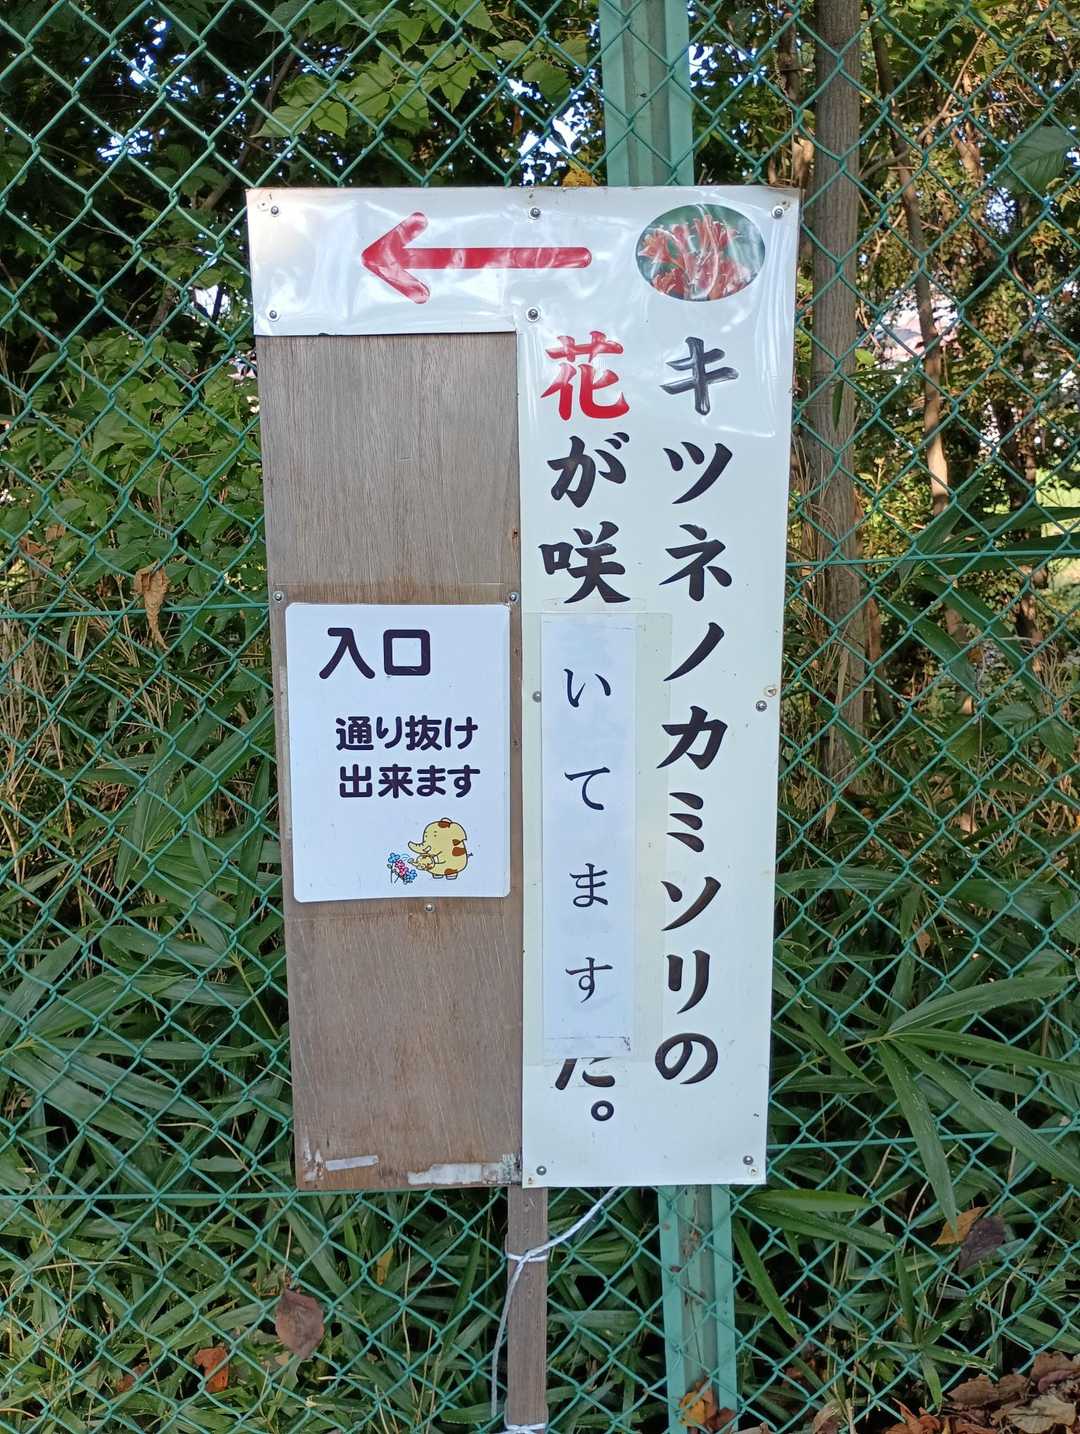 キツネノカミソリの
花が咲いてますた。
入口
通り抜け
出来ます